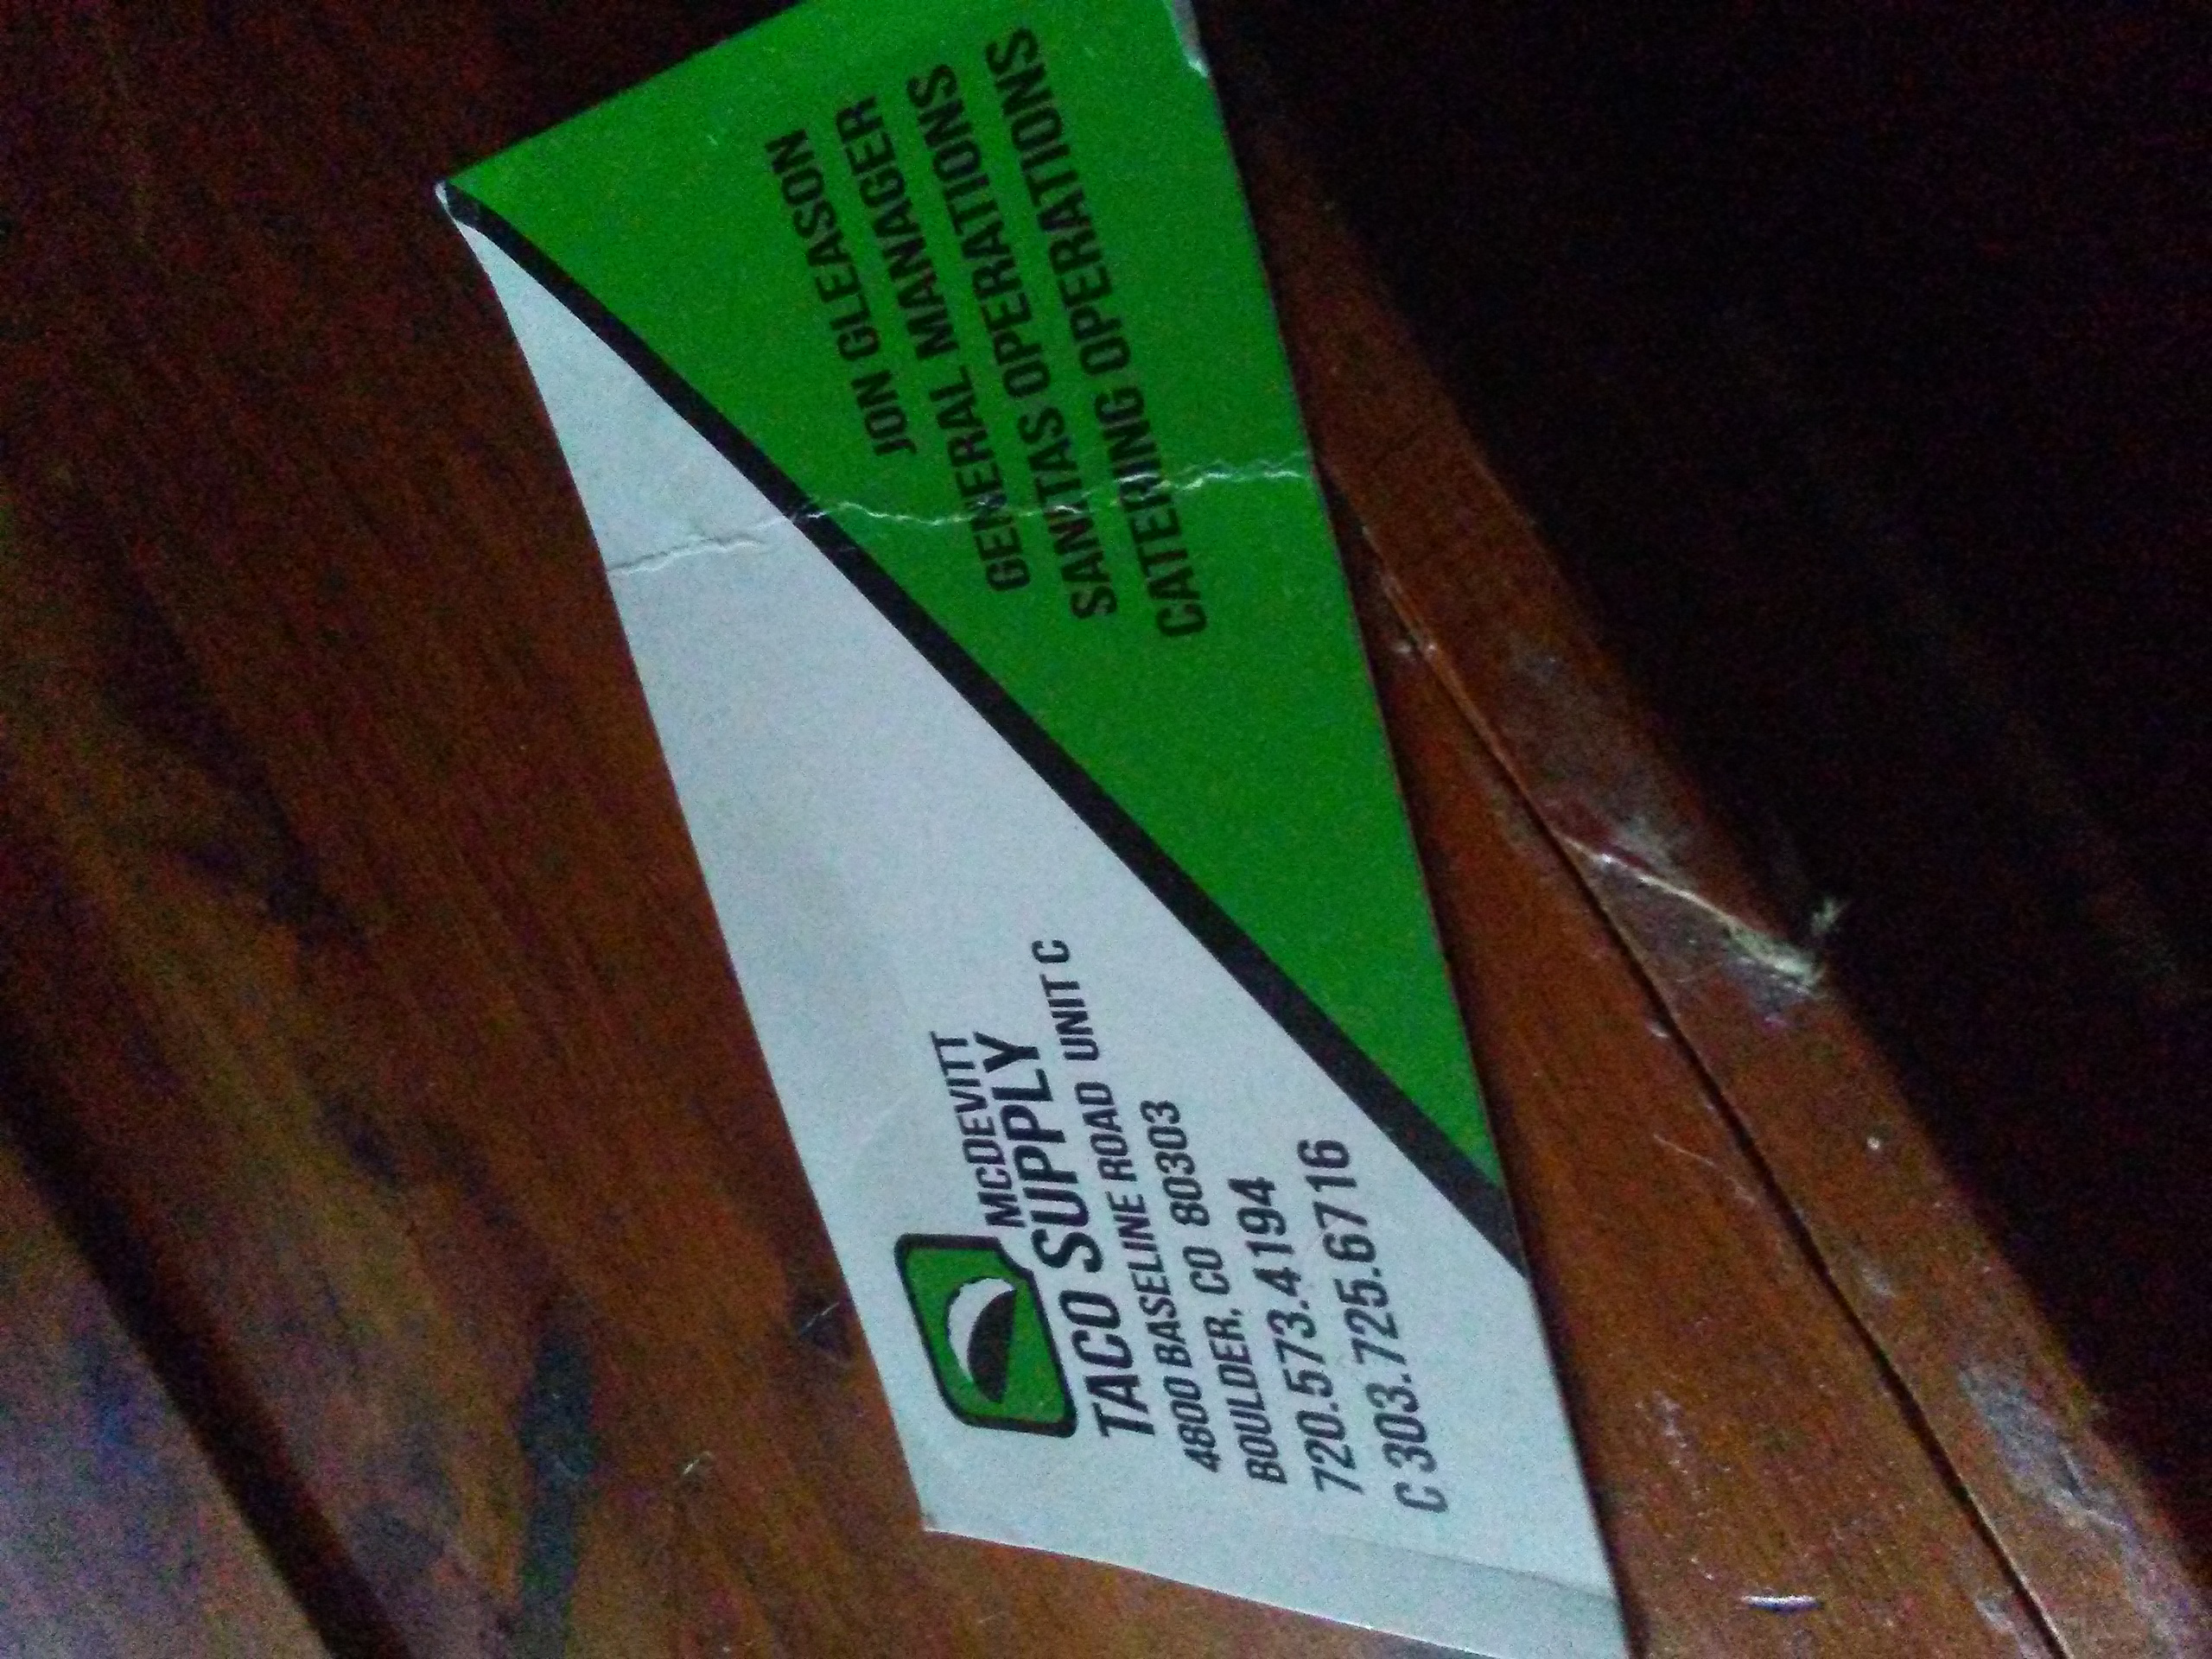 McDEVITT
TACO SUPPLY
4800 BASELINE ROAD UNIT C
BOULDER, CO 80303
720.573.4194
C 303.725.6716
JON GLEASON
GENERAL MANAGER
SANITAS OPERATIONS
CATERING OPERATIONS